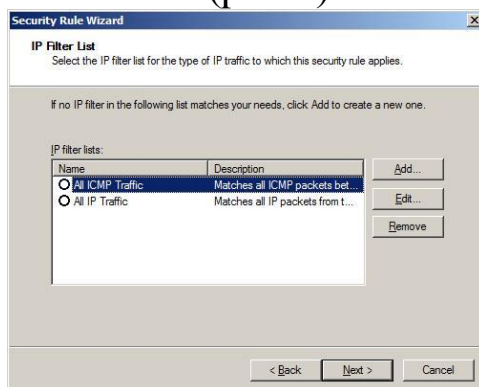 Security Rule Wizard
IP Filter List
Select the IP filter list for the type of IP traffic to which this security rule applies.
If no IP filter in the following list matches your needs, click Add to create a new one.
IP filter lists:
Name Description
All ICMP Traffic Matches all ICMP packets bet...
All IP Traffic Matches all IP packets from t...
Add...
Edit...
Remove
< Back Next > Cancel